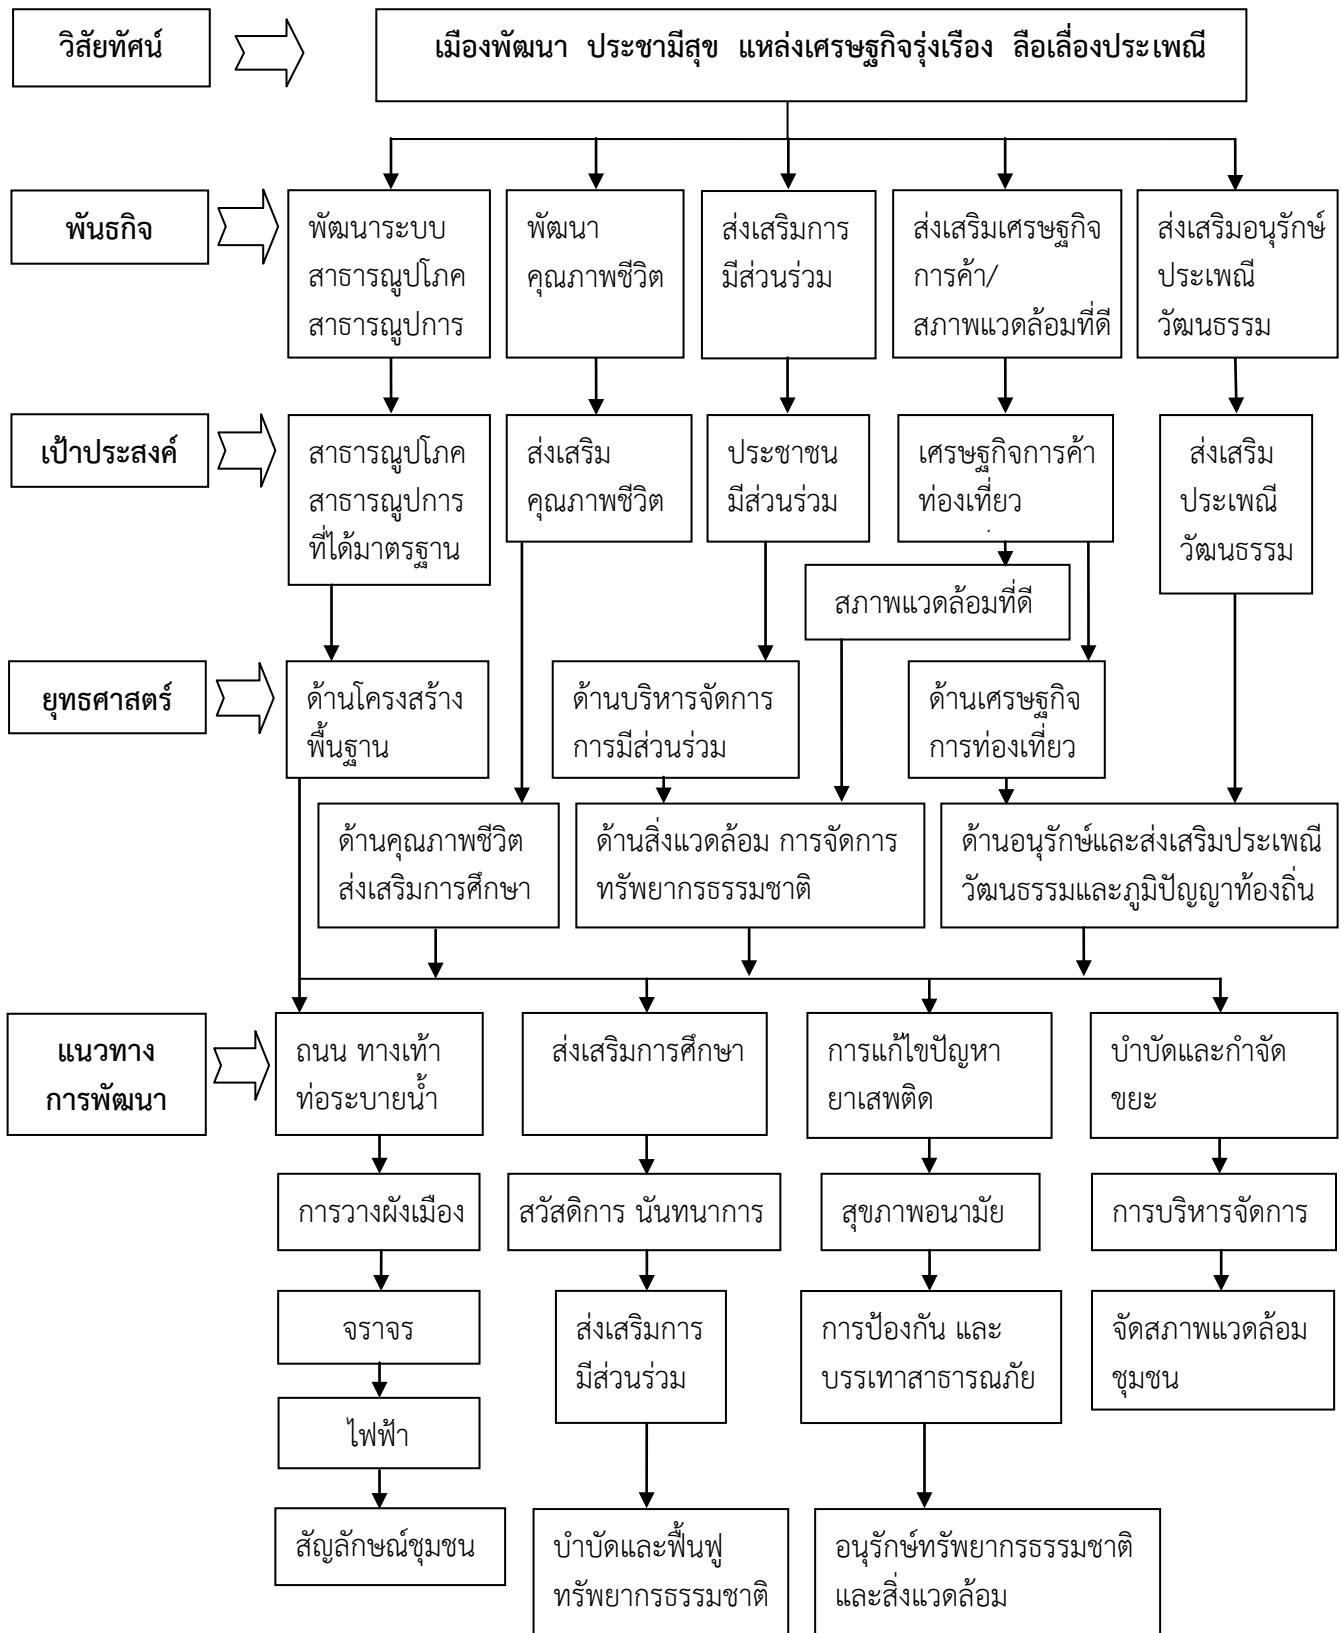 วิสัยทัศน์
เมืองพัฒนา ประชามีสุข แหล่งเศรษฐกิจรุ่งเรือง ลือเลื่องประเพณี
พันธกิจ
พัฒนาระบบ
สาธารณูปโภค
สาธารณูปการ
พัฒนา
คุณภาพชีวิต
ส่งเสริมการ
มีส่วนร่วม
ส่งเสริมเศรษฐกิจ
การค้า/
สภาพแวดล้อมที่ดี
ส่งเสริมอนุรักษ์
ประเพณี
วัฒนธรรม
เป้าประสงค์
สาธารณูปโภค
สาธารณูปการ
ที่ได้มาตรฐาน
ส่งเสริม
คุณภาพชีวิต
ประชาชน
มีส่วนร่วม
เศรษฐกิจการค้า
ท่องเที่ยว
ส่งเสริม
ประเพณี
วัฒนธรรม
สภาพแวดล้อมที่ดี
ยุทธศาสตร์
ด้านโครงสร้าง
พื้นฐาน
ด้านบริหารจัดการ
การมีส่วนร่วม
ด้านเศรษฐกิจ
การท่องเที่ยว
ด้านคุณภาพชีวิต
ส่งเสริมการศึกษา
ด้านสิ่งแวดล้อม การจัดการ
ทรัพยากรธรรมชาติ
ด้านอนุรักษ์และส่งเสริมประเพณี
วัฒนธรรมและภูมิปัญญาท้องถิ่น
แนวทาง
การพัฒนา
ถนน ทางเท้า
ท่อระบายน้ำ
ส่งเสริมการศึกษา
การแก้ไขปัญหา
ยาเสพติด
บำบัดและกำจัด
ขยะ
การวางผังเมือง
สวัสดิการ นันทนาการ
สุขภาพอนามัย
การบริหารจัดการ
จราจร
ส่งเสริมการ
มีส่วนร่วม
การป้องกัน และ
บรรเทาสาธารณภัย
จัดสภาพแวดล้อม
ชุมชน
ไฟฟ้า
สัญลักษณ์ชุมชน
บำบัดและฟื้นฟู
ทรัพยากรธรรมชาติ
อนุรักษ์ทรัพยากรธรรมชาติ
และสิ่งแวดล้อม